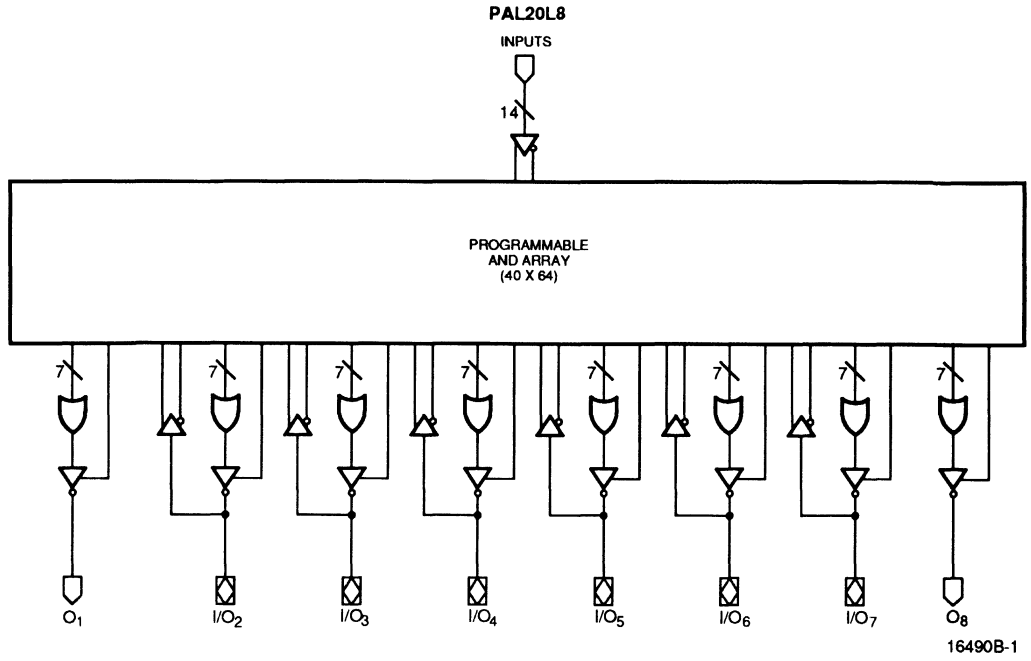 PAL20L8
INPUTS
14
PROGRAMMABLE
AND ARRAY
(40 X 64)
7 7 7 7 7 7 7 7
O1 I/O2 I/O3 I/O4 I/O5 I/O6 I/O7 O8
16490B-1